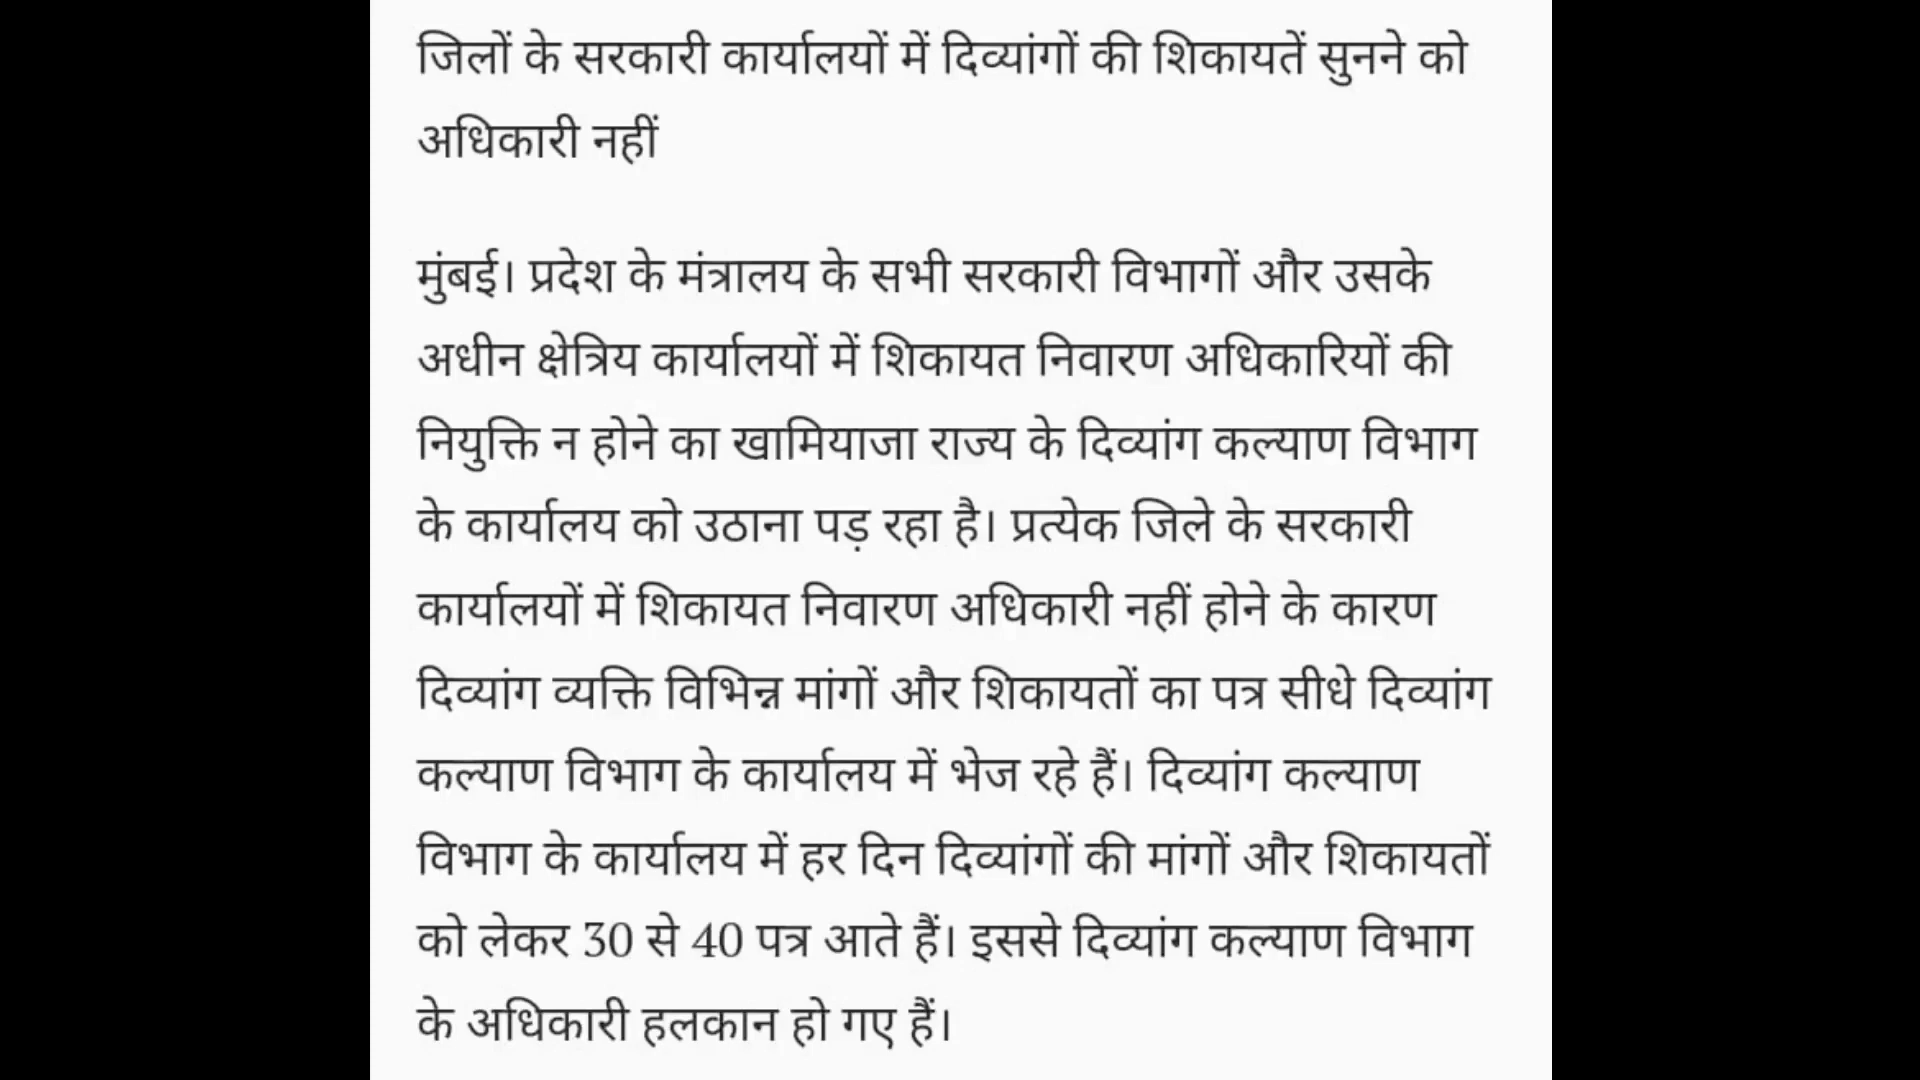 जिलों के सरकारी कार्यालयों में दिव्यांगों की शिकायतें सुनने को
अधिकारी नहीं
मुंबई। प्रदेश के मंत्रालय के सभी सरकारी विभागों और उसके
अधीन क्षेत्रिय कार्यालयों में शिकायत निवारण अधिकारियों की
नियुक्ति न होने का खामियाजा राज्य के दिव्यांग कल्याण विभाग
के कार्यालय को उठाना पड़ रहा है। प्रत्येक जिले के सरकारी
कार्यालयों में शिकायत निवारण अधिकारी नहीं होने के कारण
दिव्यांग व्यक्ति विभिन्न मांगों और शिकायतों का पत्र सीधे दिव्यांग
कल्याण विभाग के कार्यालय में भेज रहे हैं। दिव्यांग कल्याण
विभाग के कार्यालय में हर दिन दिव्यांगों की मांगों और शिकायतों
को लेकर 30 से 40 पत्र आते हैं। इससे दिव्यांग कल्याण विभाग
के अधिकारी हलकान हो गए हैं।